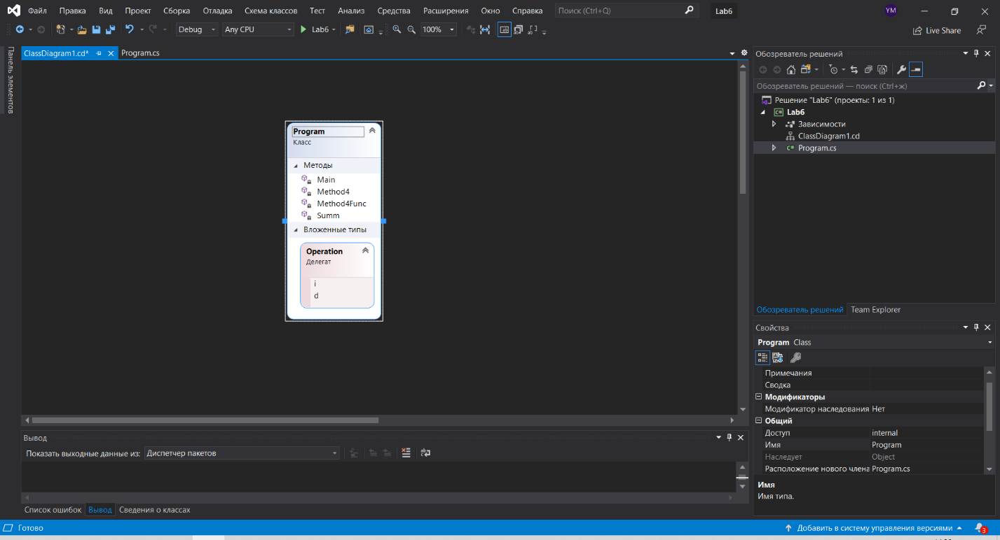 Файл Правка Вид Проект Сборка Отладка Схема классов Тест Анализ Средства Расширения Окно Справка Поиск (Ctrl+Q) Lab6 YM
Debug Any CPU Lab6 100% Live Share
Панель элементов
ClassDiagram1.cd* Program.cs
Program
Класс
Методы
Main
Method4
Method4Func
Summ
Вложенные типы
Operation
Делегат
i
d
Обозреватель решений
Обозреватель решений — поиск (Ctrl+ж)
Решение "Lab6" (проекты: 1 из 1)
Lab6
Зависимости
ClassDiagram1.cd
Program.cs
Обозреватель решений Team Explorer
Свойства
Program Class
Примечания
Сводка
Модификаторы
Модификатор наследования Нет
Общий
Доступ internal
Имя Program
Наследует Object
Расположение нового члена Program.cs
Имя
Имя типа.
Вывод
Показать выходные данные из: Диспетчер пакетов
Список ошибок Вывод Сведения о классах
Готово Добавить в систему управления версиями 3